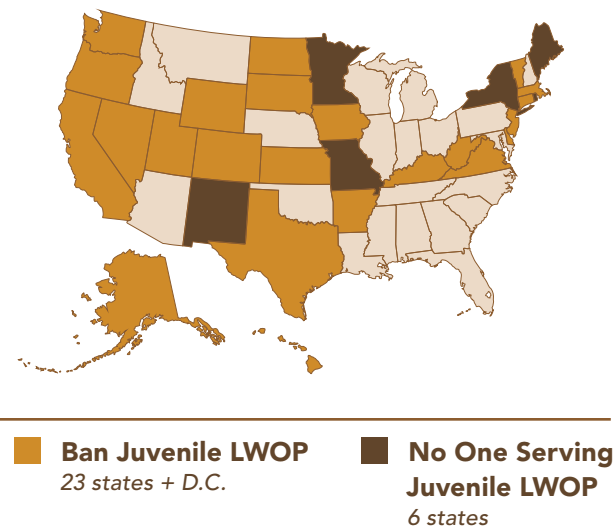 Ban Juvenile LWOP
23 states + D.C.
No One Serving
Juvenile LWOP
6 states